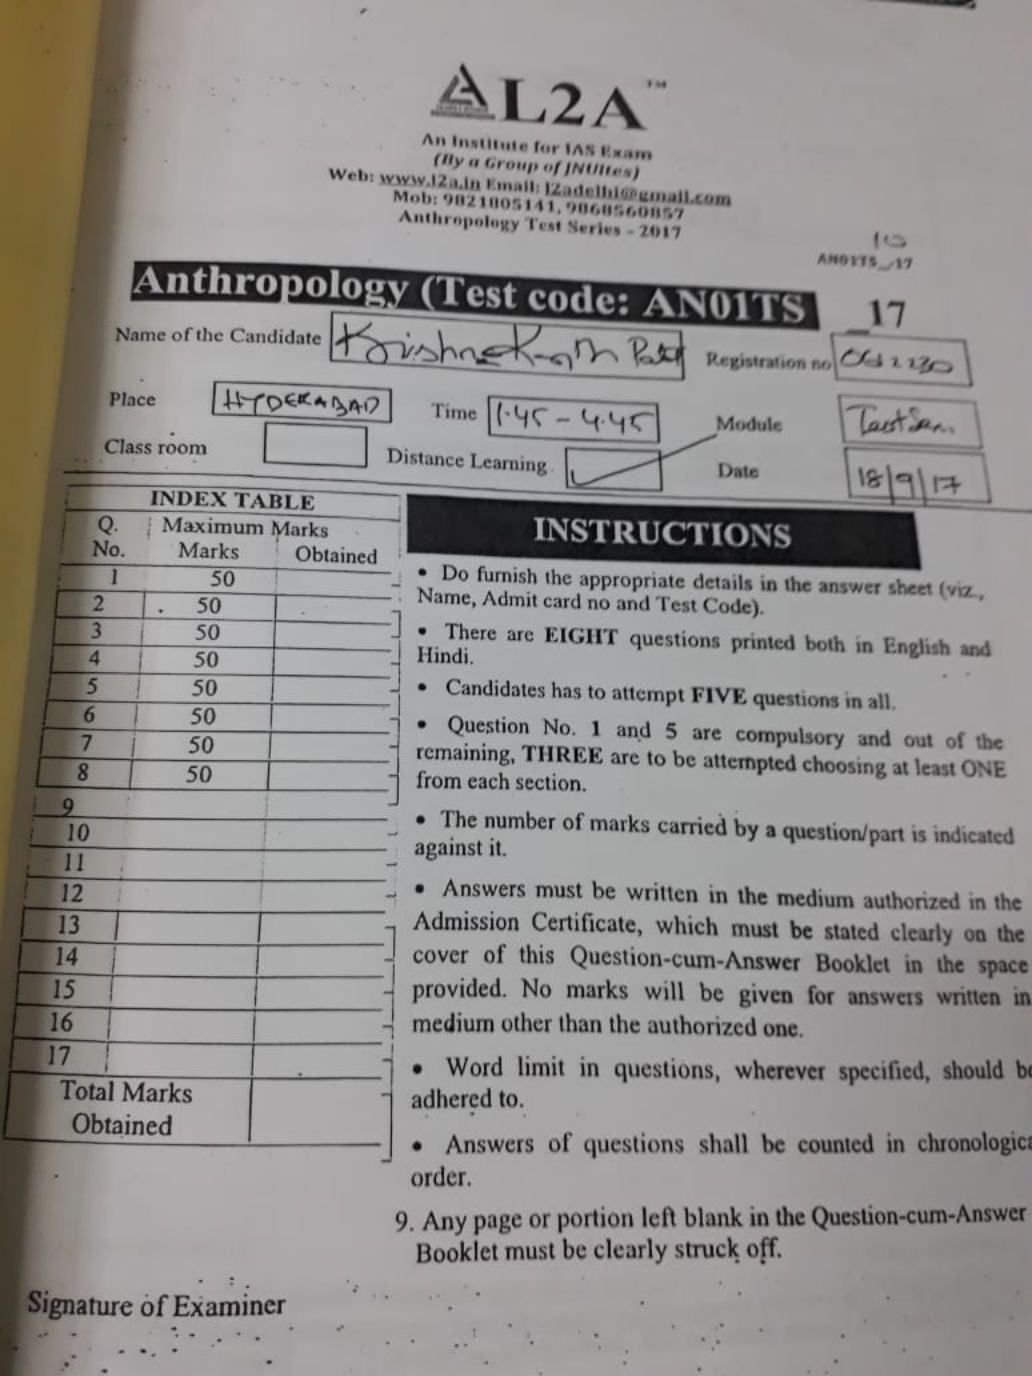 AL2A™
An Institute for IAS Exam
(By a Group of JNUites)
Web: www.l2a.in Email: l2adelhi@gmail.com
Mob: 9821805141, 9868560857
Anthropology Test Series - 2017
10
AN01TS_/17
Anthropology (Test code: AN01TS _17
Name of the Candidate Registration no
Place HYDERABAD Time 1.45 - 4.45 Module
Class room Distance Learning Date 18/9/17
INDEX TABLE
Q. No. Maximum Marks Marks Obtained
1 50
2 50
3 50
4 50
5 50
6 50
7 50
8 50
9
10
11
12
13
14
15
16
17
Total Marks
Obtained
INSTRUCTIONS
• Do furnish the appropriate details in the answer sheet (viz.,
Name, Admit card no and Test Code).
• There are EIGHT questions printed both in English and
Hindi.
• Candidates has to attempt FIVE questions in all.
• Question No. 1 and 5 are compulsory and out of the
remaining, THREE are to be attempted choosing at least ONE
from each section.
• The number of marks carried by a question/part is indicated
against it.
• Answers must be written in the medium authorized in the
Admission Certificate, which must be stated clearly on the
cover of this Question-cum-Answer Booklet in the space
provided. No marks will be given for answers written in
medium other than the authorized one.
• Word limit in questions, wherever specified, should be
adhered to.
• Answers of questions shall be counted in chronologica
order.
9. Any page or portion left blank in the Question-cum-Answer
Booklet must be clearly struck off.
Signature of Examiner